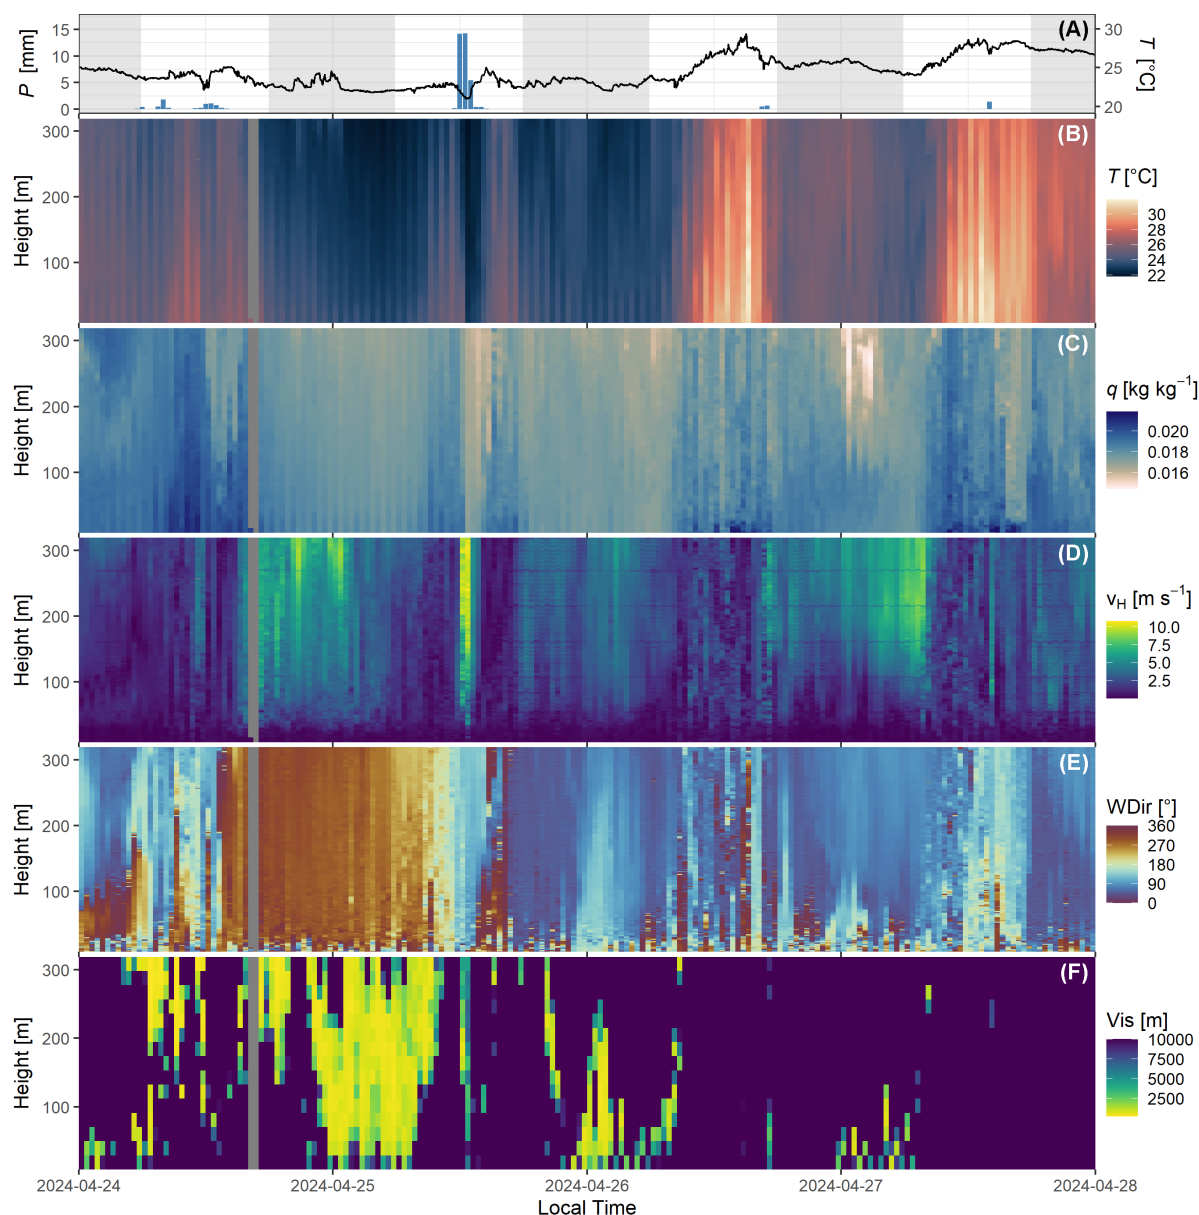 (A)
15
10
5
0
P [mm]
30
25
20
T [°C]
(B)
300
200
100
Height [m]
T [°C]
30
28
26
24
22
(C)
300
200
100
Height [m]
q [kg kg⁻¹]
0.020
0.018
0.016
(D)
300
200
100
Height [m]
vH [m s⁻¹]
10.0
7.5
5.0
2.5
(E)
300
200
100
Height [m]
WDir [°]
360
270
180
90
0
(F)
300
200
100
Height [m]
Vis [m]
10000
7500
5000
2500
2024-04-24 2024-04-25 2024-04-26 2024-04-27 2024-04-28
Local Time